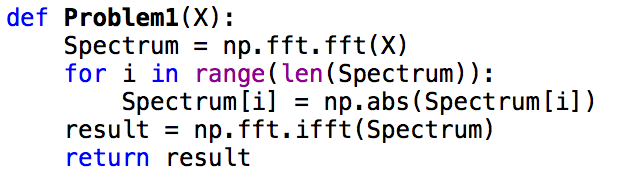 def Problem1(X):
    Spectrum = np.fft.fft(X)
    for i in range(len(Spectrum)):
        Spectrum[i] = np.abs(Spectrum[i])
    result = np.fft.ifft(Spectrum)
    return result